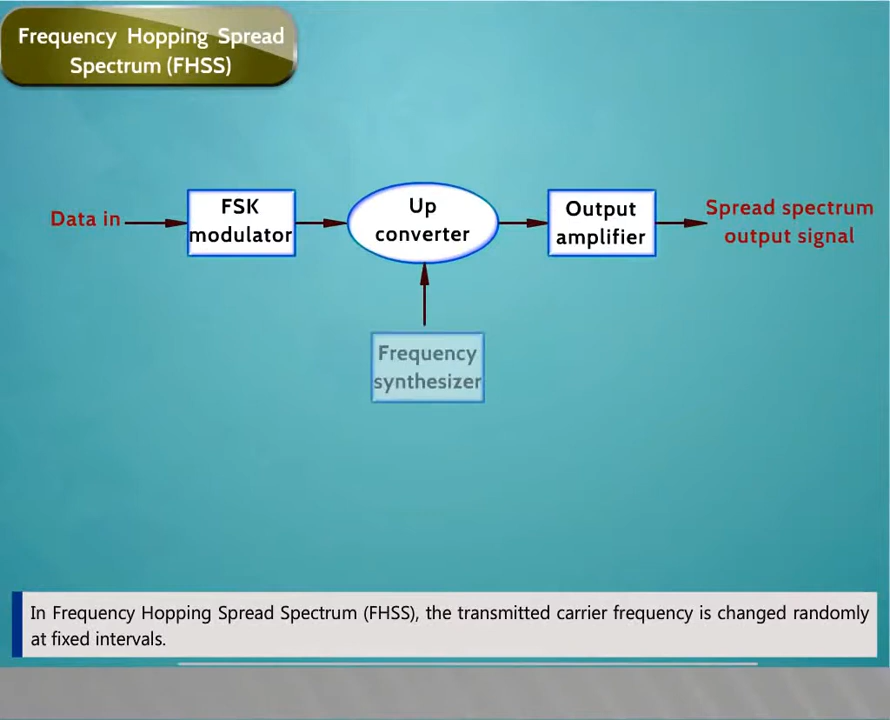 Frequency Hopping Spread
Spectrum (FHSS)
Data in
FSK
modulator
Up
converter
Output
amplifier
Spread spectrum
output signal
Frequency
synthesizer
In Frequency Hopping Spread Spectrum (FHSS), the transmitted carrier frequency is changed randomly
at fixed intervals.